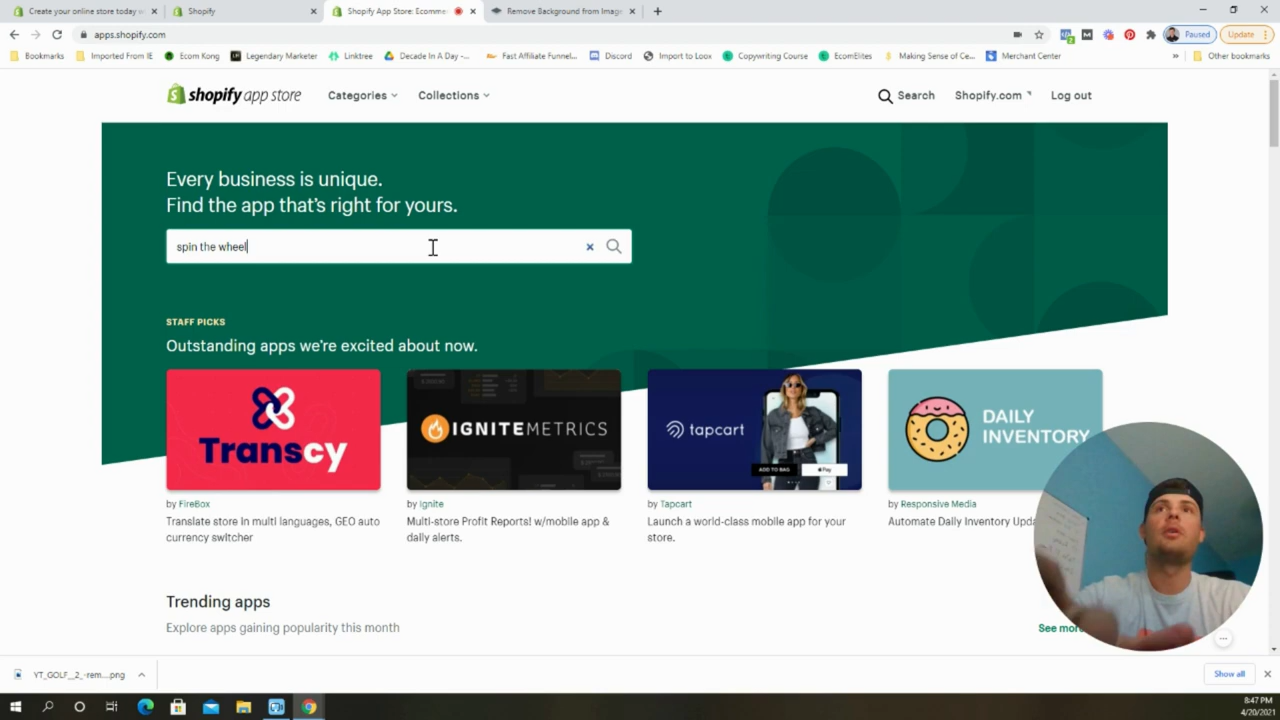 Create your online store today w
Shopify
Shopify App Store: Ecomme
Remove Background from Imag
apps.shopify.com
Paused
Update
Bookmarks
Imported From IE
Ecom Kong
Legendary Marketer
Linktree
Decade In A Day -...
Fast Affiliate Funnel...
Discord
Import to Loox
Copywriting Course
EcomElites
Making Sense of Ce...
Merchant Center
Other bookmarks
shopify app store
Categories
Collections
Search
Shopify.com
Log out
Every business is unique.
Find the app that's right for yours.
spin the wheel
STAFF PICKS
Outstanding apps we're excited about now.
Transcy
IGNITEMETRICS
tapcart
ADD TO BAG
Pay
DAILY
INVENTORY
by FireBox
Translate store in multi languages, GEO auto
currency switcher
by Ignite
Multi-store Profit Reports! w/mobile app &
daily alerts.
by Tapcart
Launch a world-class mobile app for your
store.
by Responsive Media
Automate Daily Inventory Upda
Trending apps
Explore apps gaining popularity this month
See more
YT_GOLF__2_-rem....png
Show all
8:47 PM
4/20/2021